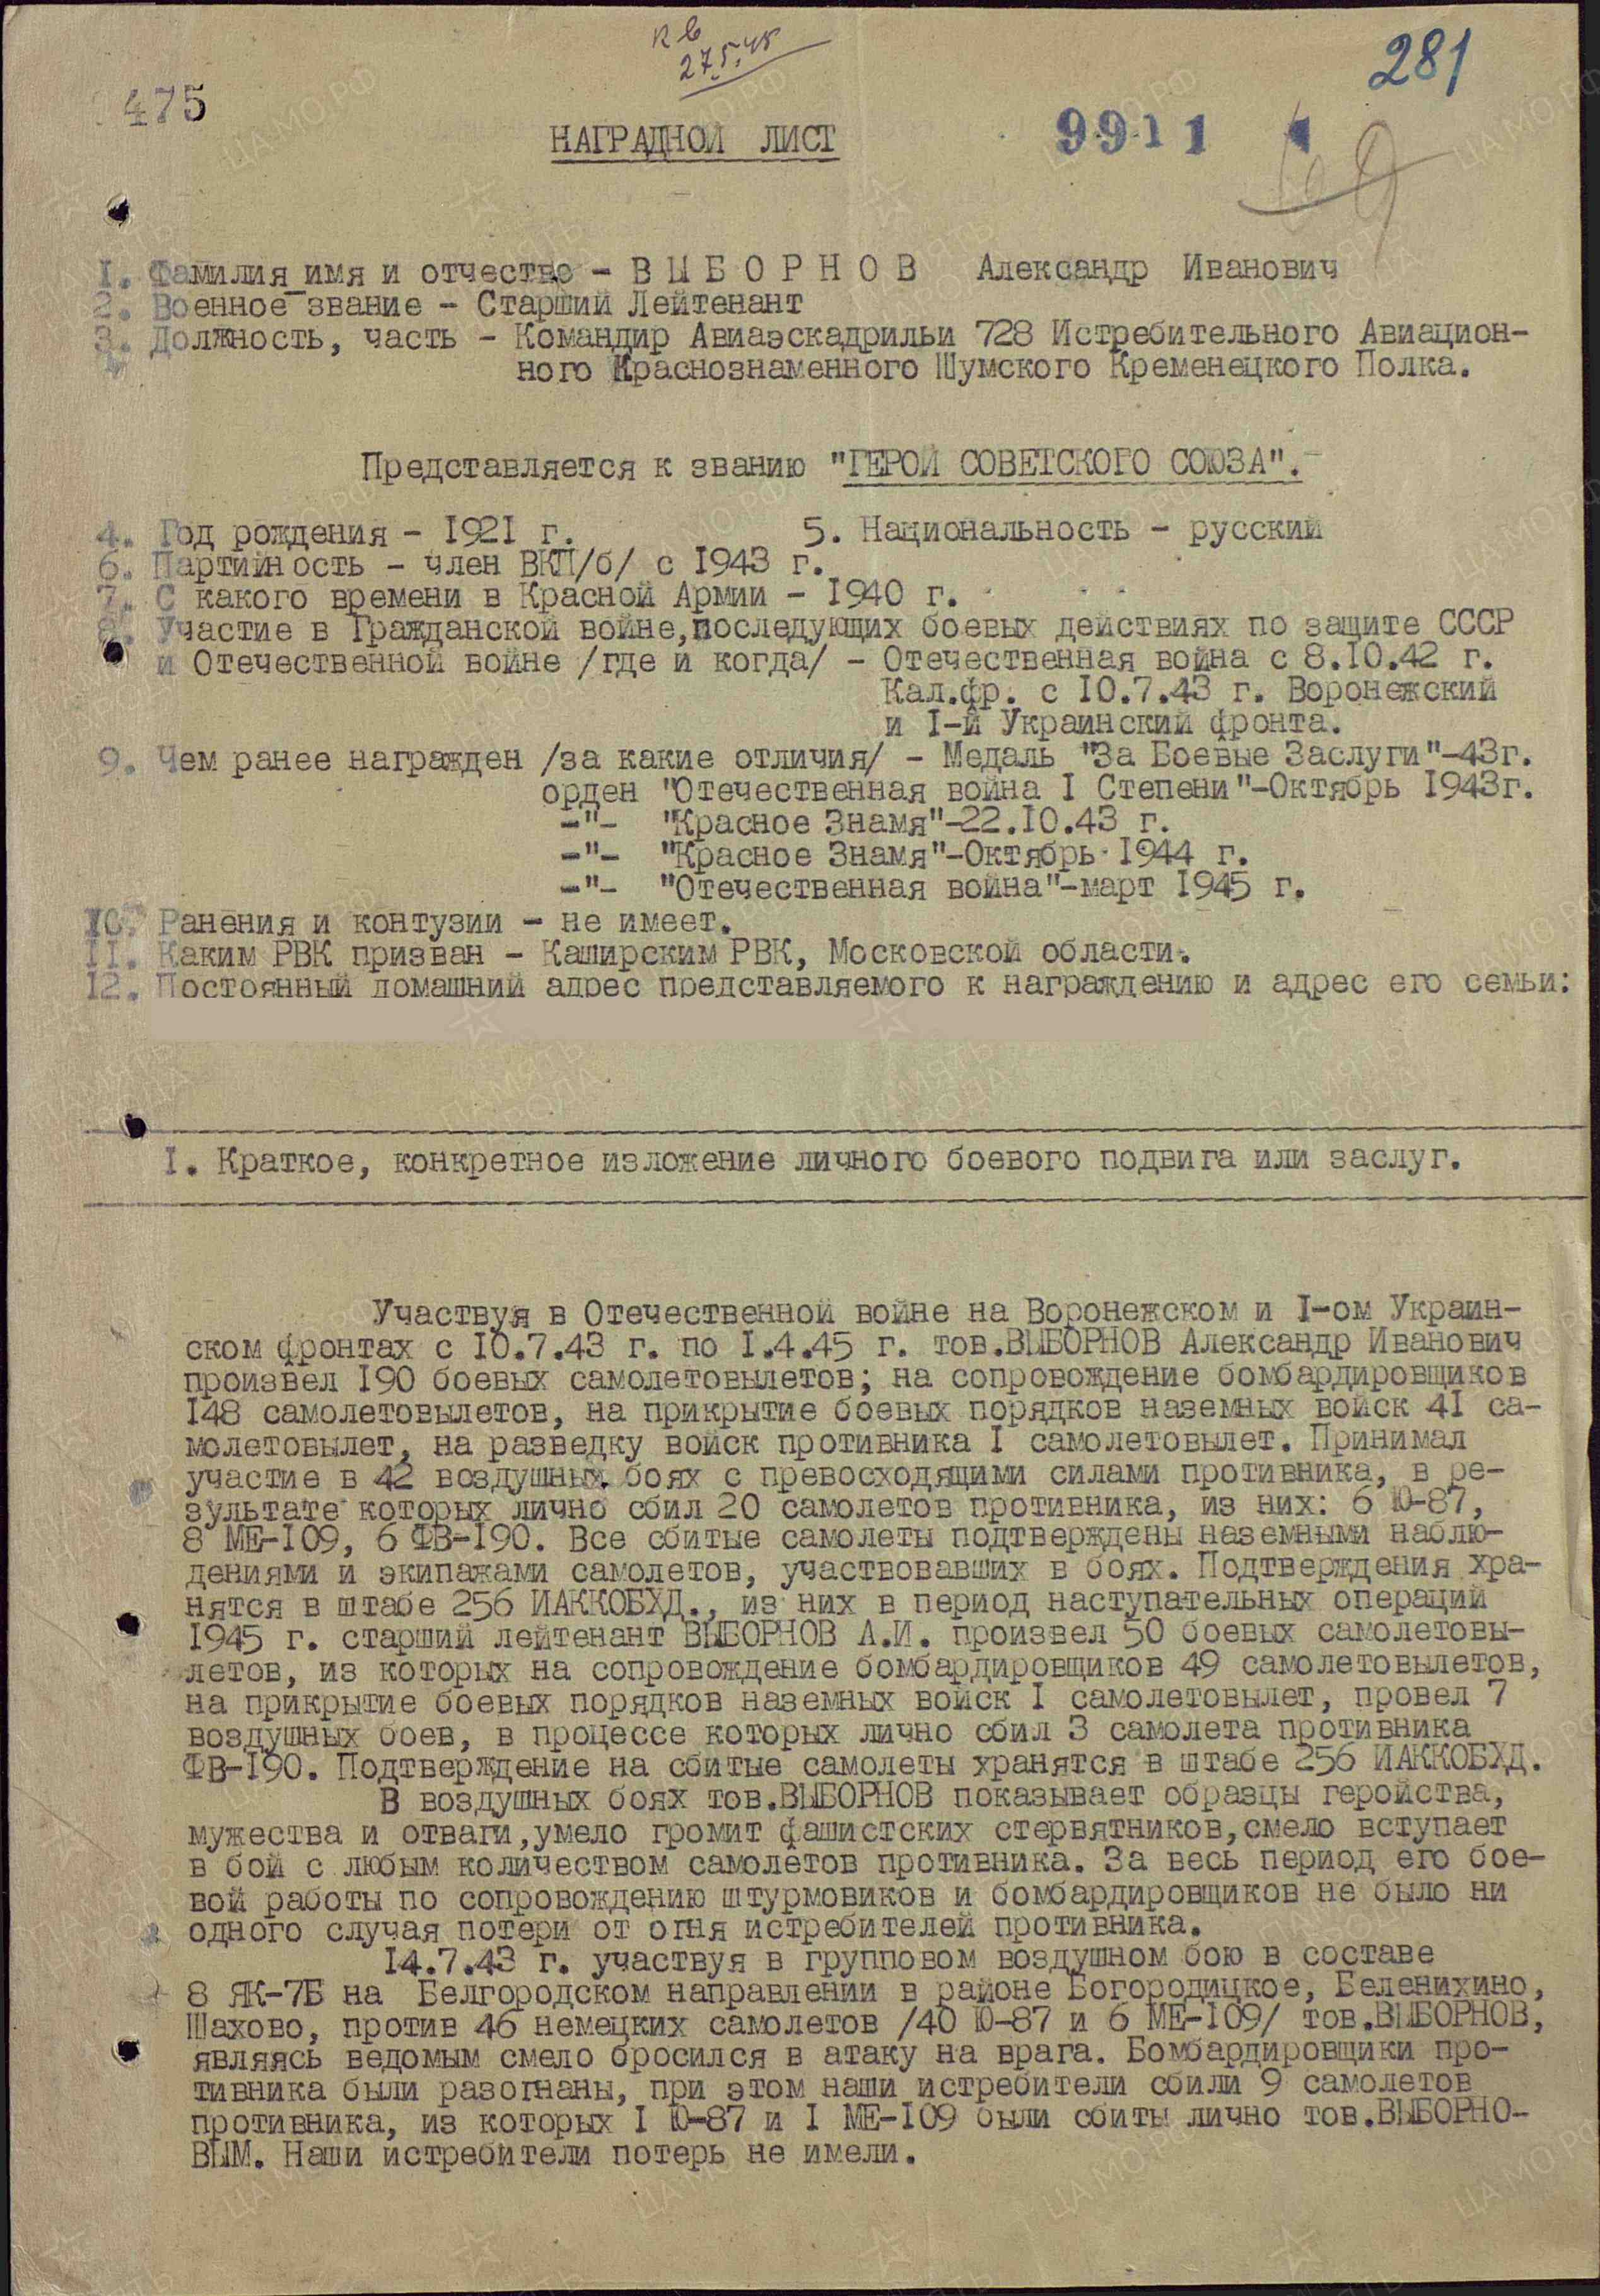 27.5.45
281
475
9911
НАГРАДНОЙ ЛИСТ
1. Фамилия имя и отчество - ВЫБОРНОВ Александр Иванович
2. Военное звание - Старший Лейтенант
3. Должность, часть - Командир Авиаэскадрильи 728 Истребительного Авиацион-
ного Краснознаменного Шумского Кременецкого Полка.
Представляется к званию "ГЕРОЙ СОВЕТСКОГО СОЮЗА".
4. Год рождения - 1921 г. 5. Национальность - русский
6. Партийность - член ВКП/б/ с 1943 г.
7. С какого времени в Красной Армии - 1940 г.
8. Участие в Гражданской войне, последующих боевых действиях по защите СССР
и Отечественной войне /где и когда/ - Отечественная война с 8.10.42 г.
Кал.фр. с 10.7.43 г. Воронежский
и 1-й Украинский фронта.
9. Чем ранее награжден /за какие отличия/ - Медаль "За Боевые Заслуги"-43г.
орден "Отечественная война I Степени"-Октябрь 1943г.
-"- "Красное Знамя"-22.10.43 г.
-"- "Красное Знамя"-Октябрь 1944 г.
-"- "Отечественная война"-март 1945 г.
10. Ранения и контузии - не имеет.
11. Каким РВК призван - Каширским РВК, Московской области.
12. Постоянный домашний адрес представляемого к награждению и адрес его семьи:
I. Краткое, конкретное изложение личного боевого подвига или заслуг.
Участвуя в Отечественной войне на Воронежском и 1-ом Украин-
ском фронтах с 10.7.43 г. по 1.4.45 г. тов.ВЫБОРНОВ Александр Иванович
произвел 190 боевых самолетовылетов; на сопровождение бомбардировщиков
148 самолетовылетов, на прикрытие боевых порядков наземных войск 41 са-
молетовылет, на разведку войск противника 1 самолетовылет. Принимал
участие в 42 воздушных боях с превосходящими силами противника, в ре-
зультате которых лично сбил 20 самолетов противника, из них: 6 Ю-87,
8 МЕ-109, 6 ФВ-190. Все сбитые самолеты подтверждены наземными наблю-
дениями и экипажами самолетов, участвовавших в боях. Подтверждения хра-
нятся в штабе 256 ИАККОБХД., из них в период наступательных операций
1945 г. старший лейтенант ВЫБОРНОВ А.И. произвел 50 боевых самолетовы-
летов, из которых на сопровождение бомбардировщиков 49 самолетовылетов,
на прикрытие боевых порядков наземных войск 1 самолетовылет, провел 7
воздушных боев, в процессе которых лично сбил 3 самолета противника
ФВ-190. Подтверждение на сбитые самолеты хранятся в штабе 256 ИАККОБХД.
В воздушных боях тов.ВЫБОРНОВ показывает образцы геройства,
мужества и отваги, умело громит фашистских стервятников, смело вступает
в бой с любым количеством самолетов противника. За весь период его бое-
вой работы по сопровождению штурмовиков и бомбардировщиков не было ни
одного случая потери от огня истребителей противника.
14.7.43 г. участвуя в групповом воздушном бою в составе
8 ЯК-7Б на Белгородском направлении в районе Богородицкое, Беленихино,
Шахово, против 46 немецких самолетов /40 Ю-87 и 6 МЕ-109/ тов.ВЫБОРНОВ,
являясь ведомым смело бросился в атаку на врага. Бомбардировщики про-
тивника были разогнаны, при этом наши истребители сбили 9 самолетов
противника, из которых 1 Ю-87 и 1 МЕ-109 были сбиты лично тов.ВЫБОРНО-
ВЫМ. Наши истребители потерь не имели.